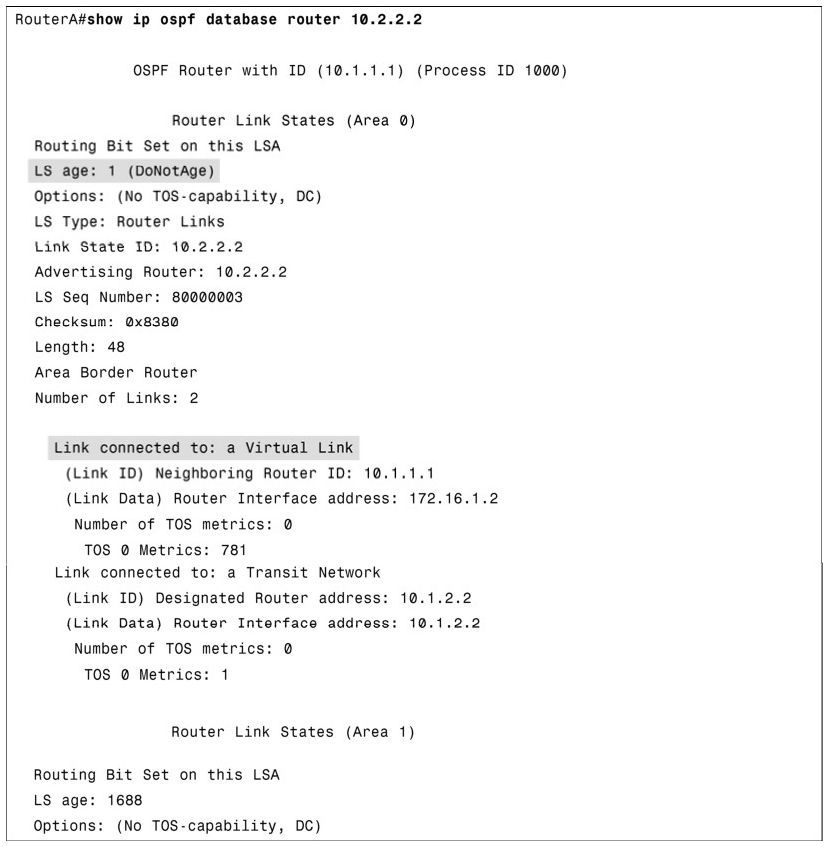 RouterA#show ip ospf database router 10.2.2.2
OSPF Router with ID (10.1.1.1) (Process ID 1000)
Router Link States (Area 0)
Routing Bit Set on this LSA
LS age: 1 (DoNotAge)
Options: (No TOS-capability, DC)
LS Type: Router Links
Link State ID: 10.2.2.2
Advertising Router: 10.2.2.2
LS Seq Number: 80000003
Checksum: 0x8380
Length: 48
Area Border Router
Number of Links: 2
Link connected to: a Virtual Link
(Link ID) Neighboring Router ID: 10.1.1.1
(Link Data) Router Interface address: 172.16.1.2
Number of TOS metrics: 0
TOS 0 Metrics: 781
Link connected to: a Transit Network
(Link ID) Designated Router address: 10.1.2.2
(Link Data) Router Interface address: 10.1.2.2
Number of TOS metrics: 0
TOS 0 Metrics: 1
Router Link States (Area 1)
Routing Bit Set on this LSA
LS age: 1688
Options: (No TOS-capability, DC)